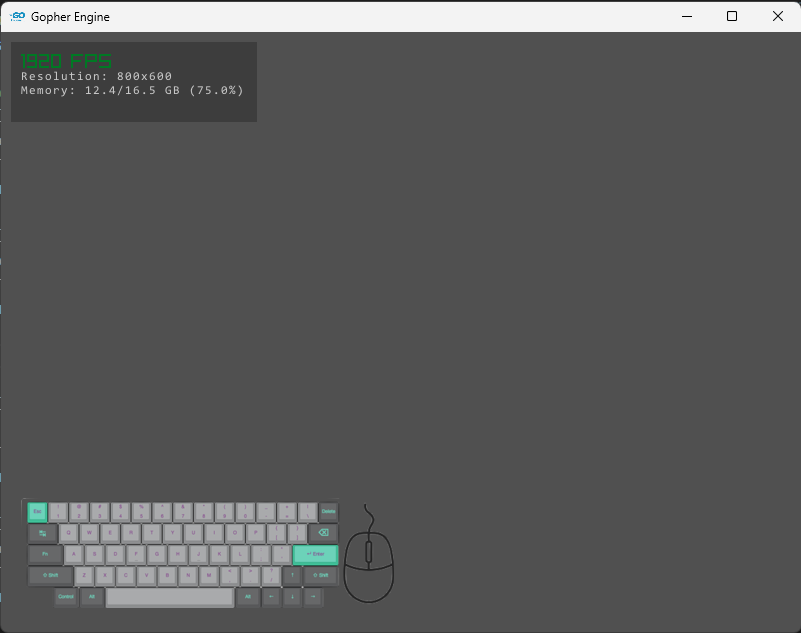 GO Gopher Engine
1920 FPS
Resolution: 800x600
Memory: 12.4/16.5 GB (75.0%)
Esc Delete
Q W E R T Y U I O P
Fn A S D F G H J K L Enter
Shift Z X C V B N M Shift
Control Alt Alt